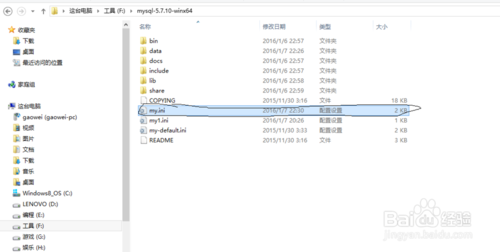 这台电脑 ▸ 工具 (F:) ▸ mysql-5.7.10-winx64
名称 修改日期 类型 大小
收藏夹
下载
桌面
最近访问的位置
家庭组
这台电脑
gaowei (gaowei-pc)
视频
图片
文档
下载
音乐
桌面
Windows8_OS (C:)
LENOVO (D:)
编程 (E:)
工具 (F:)
游戏 (G:)
娱乐 (H:)
bin 2016/1/6 22:57 文件夹
data 2016/1/7 20:26 文件夹
docs 2016/1/6 22:57 文件夹
include 2016/1/6 22:57 文件夹
lib 2016/1/6 22:58 文件夹
share 2016/1/6 22:59 文件夹
COPYING 2015/11/30 3:16 文件 18 KB
my.ini 2016/1/7 22:30 配置设置 2 KB
my1.ini 2016/1/7 20:26 配置设置 1 KB
my-default.ini 2015/11/30 3:33 配置设置 2 KB
README 2015/11/30 3:16 文件
Baidu 经验
jingyan.baidu.com